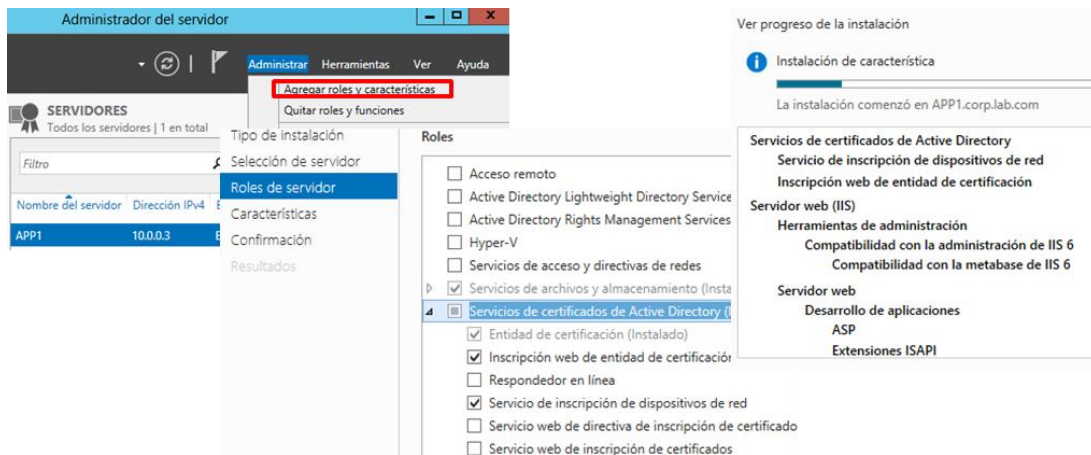 Administrador del servidor
Administrar Herramientas Ver Ayuda
Agregar roles y características
Quitar roles y funciones
SERVIDORES
Todos los servidores | 1 en total
Filtro
Nombre del servidor Dirección IPv4
APP1 10.0.0.3
Tipo de instalación
Selección de servidor
Roles de servidor
Características
Confirmación
Resultados
Roles
Acceso remoto
Active Directory Lightweight Directory Service
Active Directory Rights Management Services
Hyper-V
Servicios de acceso y directivas de redes
Servicios de archivos y almacenamiento (Insta
Servicios de certificados de Active Directory (
Entidad de certificación (Instalado)
Inscripción web de entidad de certificación
Respondedor en línea
Servicio de inscripción de dispositivos de red
Servicio web de directiva de inscripción de certificado
Servicio web de inscripción de certificados
Ver progreso de la instalación
Instalación de característica
La instalación comenzó en APP1.corp.lab.com
Servicios de certificados de Active Directory
Servicio de inscripción de dispositivos de red
Inscripción web de entidad de certificación
Servidor web (IIS)
Herramientas de administración
Compatibilidad con la administración de IIS 6
Compatibilidad con la metabase de IIS 6
Servidor web
Desarrollo de aplicaciones
ASP
Extensiones ISAPI